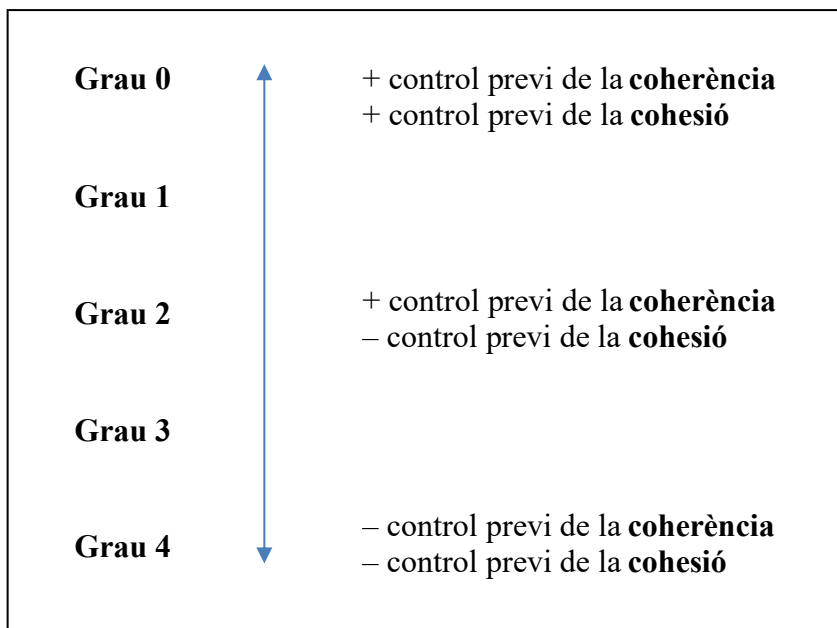 Grau 0
+ control previ de la coherència
+ control previ de la cohesió
Grau 1
Grau 2
+ control previ de la coherència
– control previ de la cohesió
Grau 3
Grau 4
– control previ de la coherència
– control previ de la cohesió